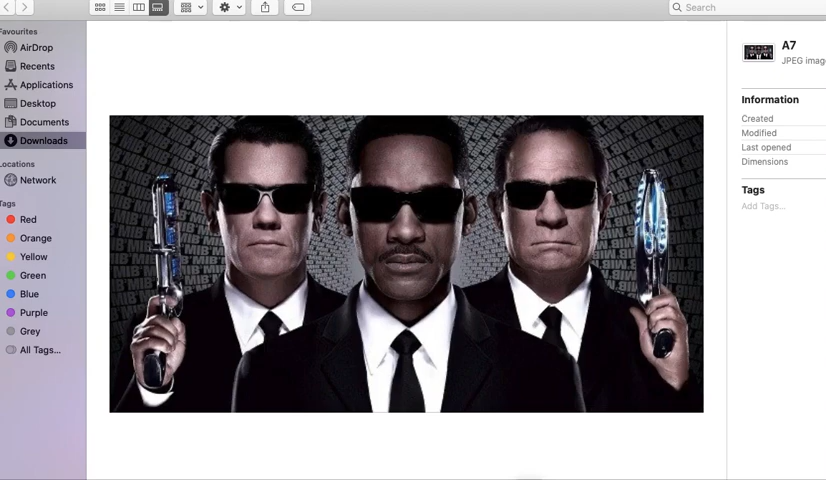 Search
Favourites
AirDrop
Recents
Applications
Desktop
Documents
Downloads
Locations
Network
Tags
Red
Orange
Yellow
Green
Blue
Purple
Grey
All Tags...
A7
JPEG imag
Information
Created
Modified
Last opened
Dimensions
Tags
Add Tags...